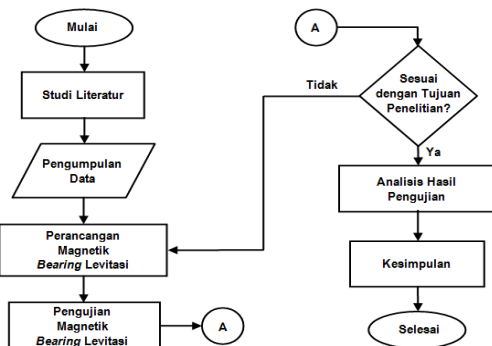 Mulai
Studi Literatur
Pengumpulan
Data
Perancangan
Magnetik
Bearing Levitasi
Pengujian
Magnetik
Bearing Levitasi
A
A
Sesuai
dengan Tujuan
Penelitian?
Tidak
Ya
Analisis Hasil
Pengujian
Kesimpulan
Selesai